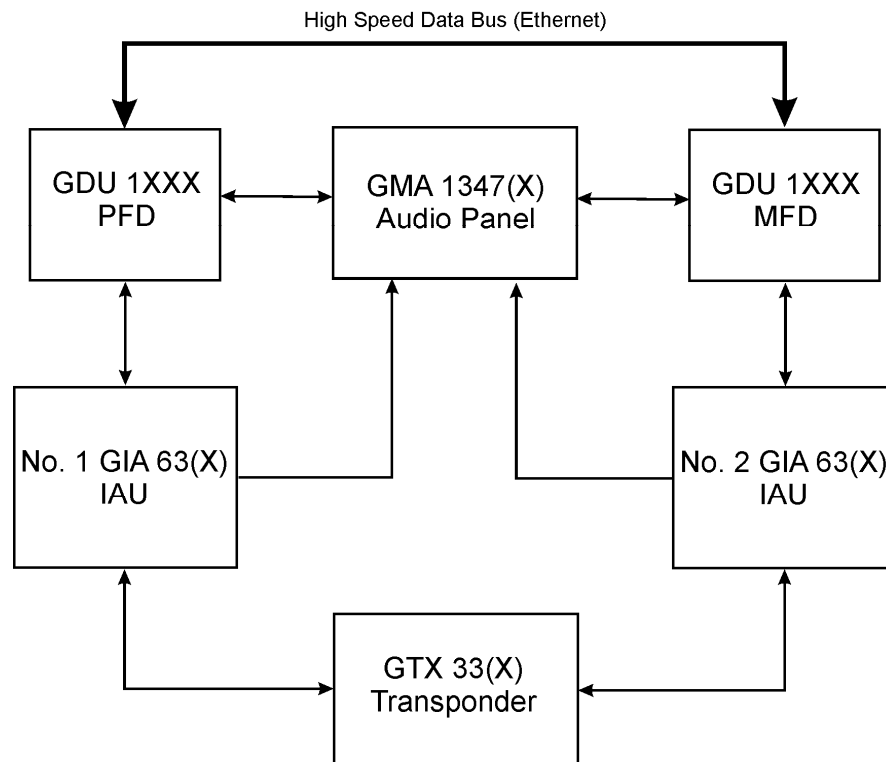 High Speed Data Bus (Ethernet)
GDU 1XXX
PFD
GMA 1347(X)
Audio Panel
GDU 1XXX
MFD
No. 1 GIA 63(X)
IAU
No. 2 GIA 63(X)
IAU
GTX 33(X)
Transponder